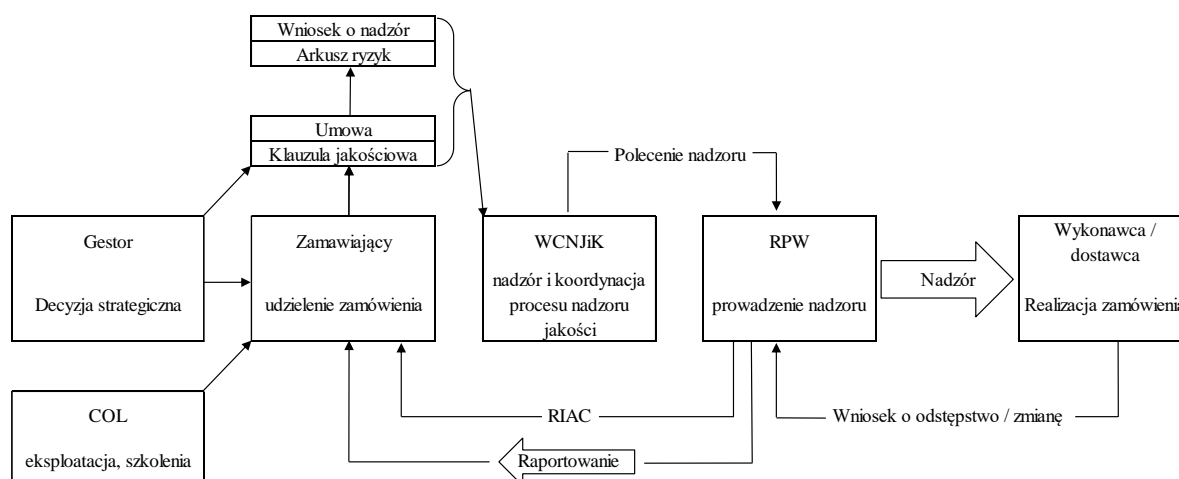 Wniosek o nadzór
Arkusz ryzyk
Umowa
Klauzula jakościowa
Polecenie nadzoru
Gestor
Decyzja strategiczna
Zamawiający
udzielenie zamówienia
WCNJiK
nadzór i koordynacja
procesu nadzoru
jakości
RPW
prowadzenie nadzoru
Nadzór
Wykonawca /
dostawca
Realizacja zamówienia
COL
eksploatacja, szkolenia
RIAC
Raportowanie
Wniosek o odstępstwo / zmianę